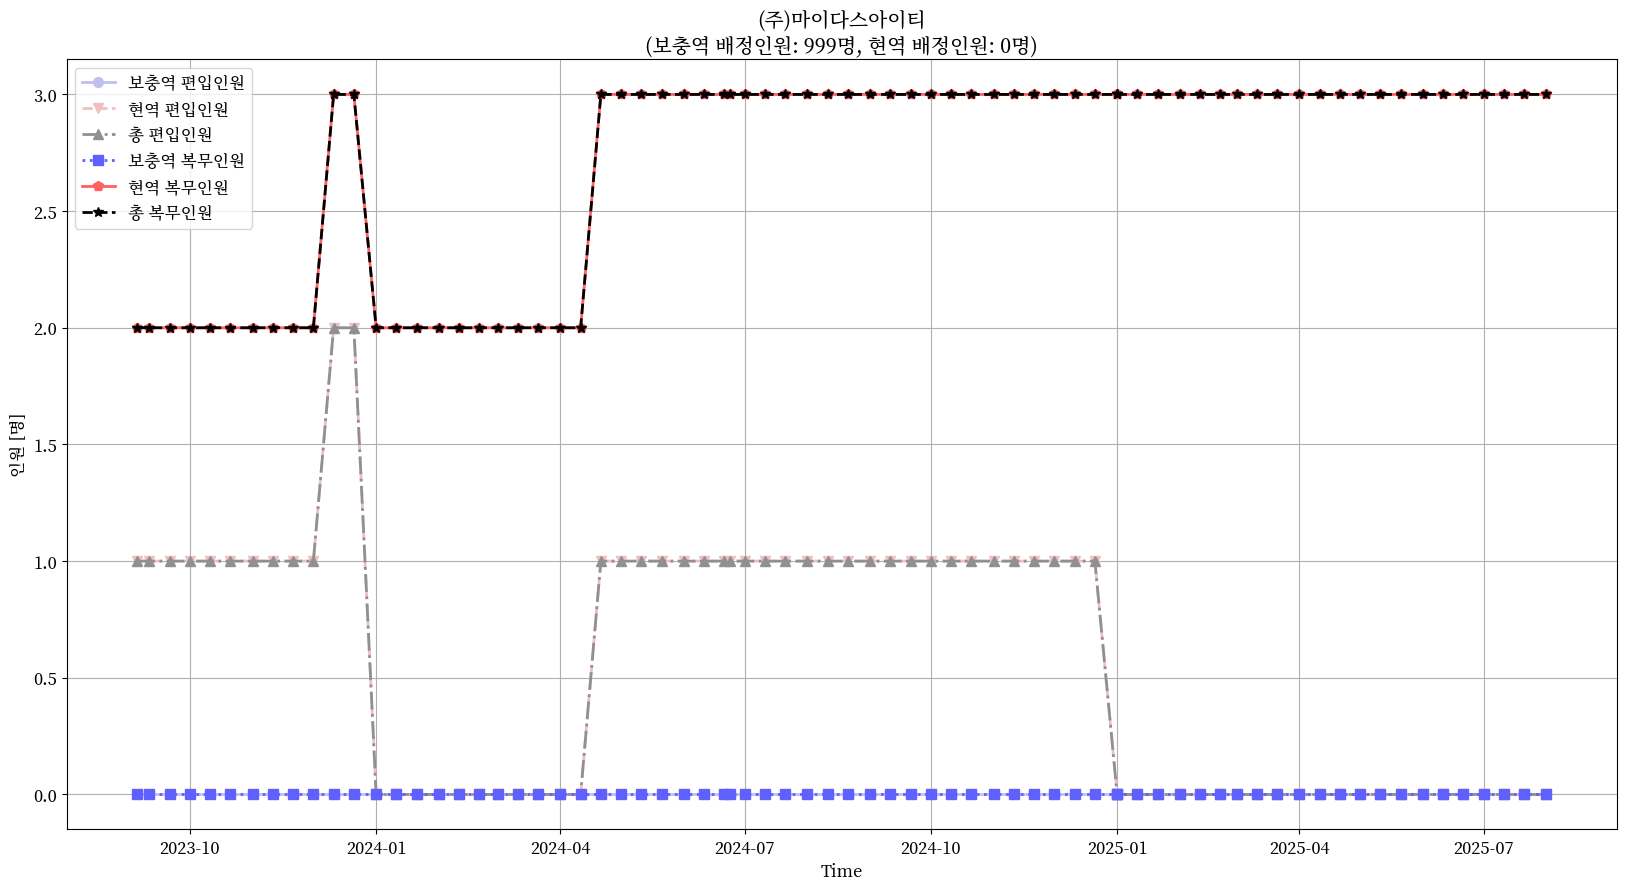 (주)마이다스아이티
(보충역 배정인원: 999명, 현역 배정인원: 0명)
보충역 편입인원
현역 편입인원
총 편입인원
보충역 복무인원
현역 복무인원
총 복무인원
3.0
2.5
2.0
1.5
1.0
0.5
0.0
인원 [명]
2023-10 2024-01 2024-04 2024-07 2024-10 2025-01 2025-04 2025-07
Time